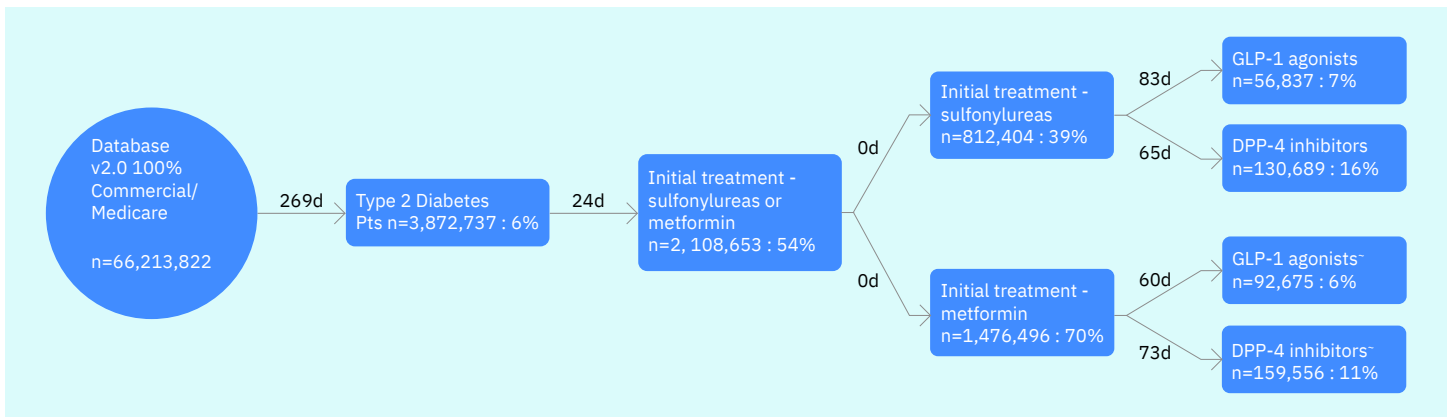 Database
v2.0 100%
Commercial/
Medicare
n=66,213,822
269d
Type 2 Diabetes
Pts n=3,872,737 : 6%
24d
Initial treatment -
sulfonylureas or
metformin
n=2, 108,653 : 54%
0d
Initial treatment -
sulfonylureas
n=812,404 : 39%
83d
GLP-1 agonists
n=56,837 : 7%
65d
DPP-4 inhibitors
n=130,689 : 16%
0d
Initial treatment -
metformin
n=1,476,496 : 70%
60d
GLP-1 agonists~
n=92,675 : 6%
73d
DPP-4 inhibitors~
n=159,556 : 11%